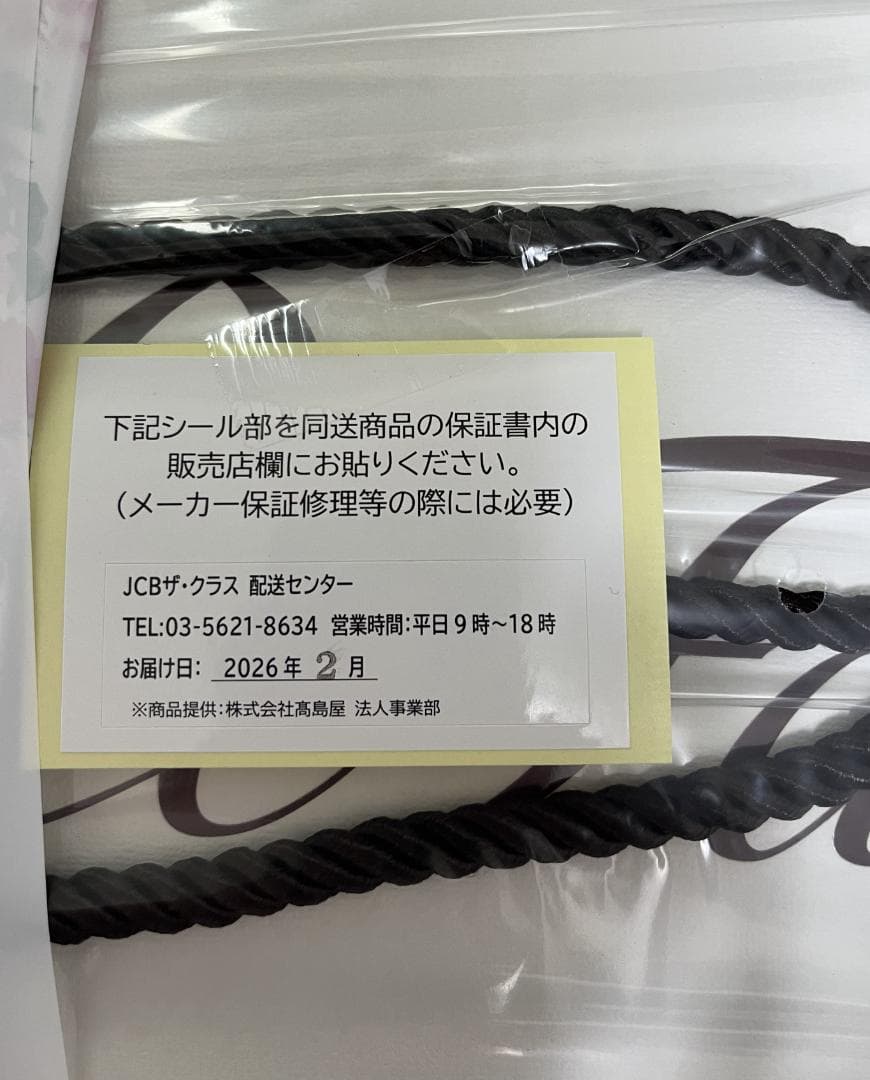 下記シール部を同送商品の保証書内の
販売店欄にお貼りください。
（メーカー保証修理等の際には必要）
JCBザ・クラス 配送センター
TEL:03-5621-8634 営業時間:平日9時～18時
お届け日： 2026年 2 月
※商品提供：株式会社髙島屋 法人事業部